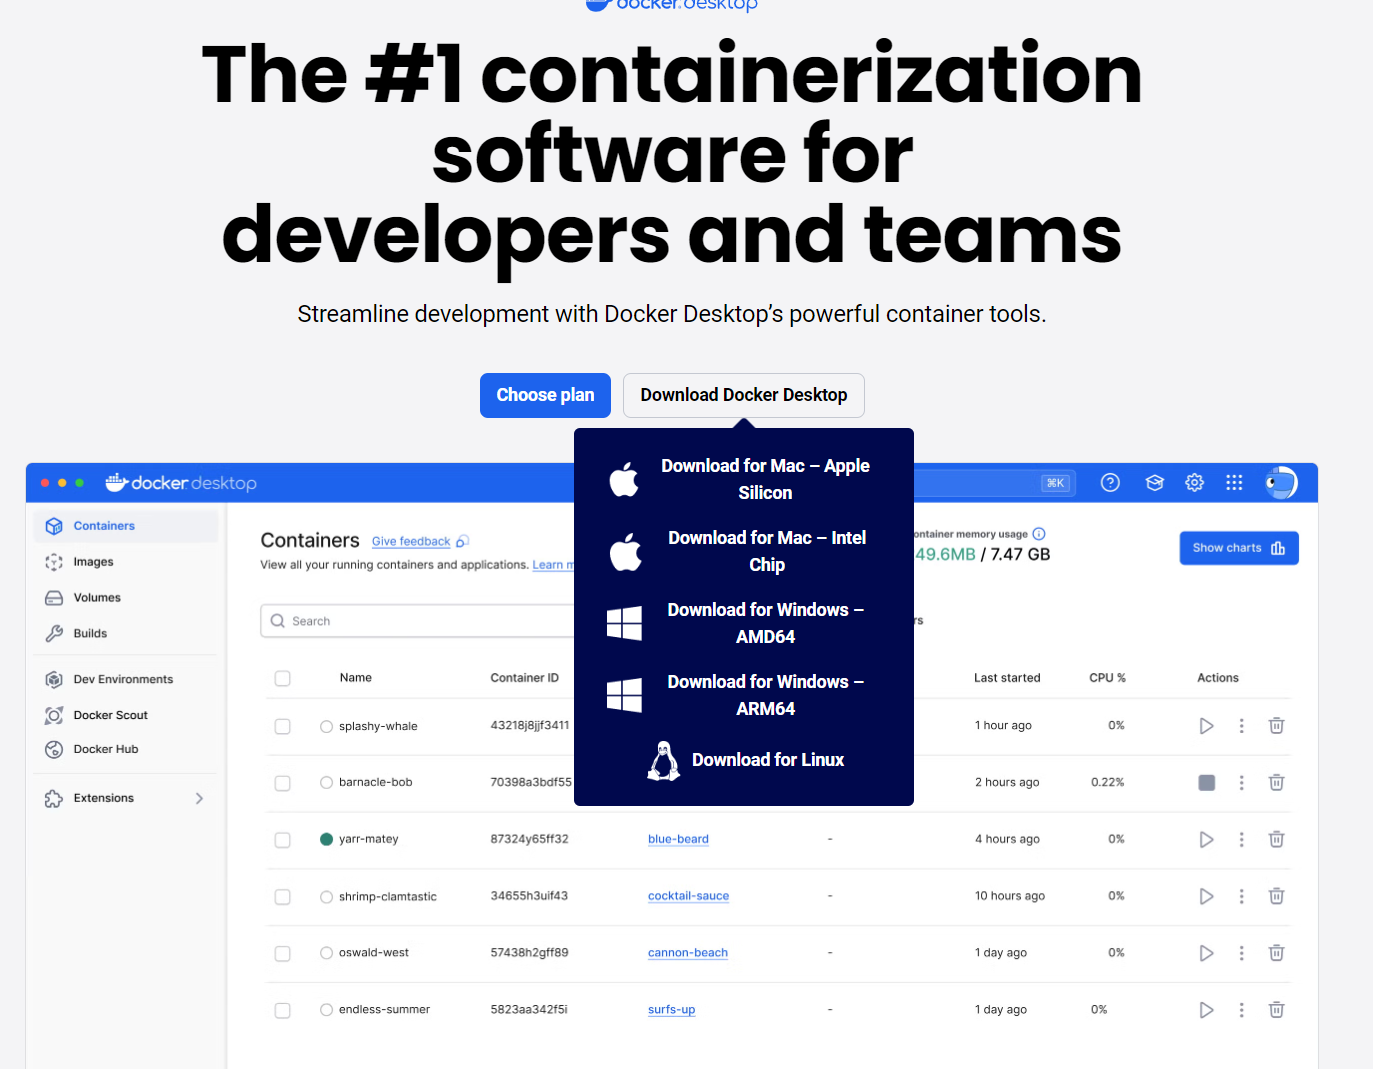 docker desktop
The #1 containerization
software for
developers and teams
Streamline development with Docker Desktop’s powerful container tools.
Choose plan
Download Docker Desktop
Download for Mac – Apple
Silicon
Download for Mac – Intel
Chip
Download for Windows –
AMD64
Download for Windows –
ARM64
Download for Linux
docker desktop
⌘K
Containers
Images
Volumes
Builds
Dev Environments
Docker Scout
Docker Hub
Extensions
Containers Give feedback
View all your running containers and applications. Learn
memory usage
49.6MB / 7.47 GB
Show charts
Search
Name Container ID Last started CPU % Actions
splashy-whale 43218j8jjf3411 1 hour ago 0%
barnacle-bob 70398a3bdf55 2 hours ago 0.22%
yarr-matey 87324y65ff32 blue-beard - 4 hours ago 0%
shrimp-clamtastic 34655h3uif43 cocktail-sauce - 10 hours ago 0%
oswald-west 57438h2gff89 cannon-beach - 1 day ago 0%
endless-summer 5823aa342f5i surfs-up - 1 day ago 0%